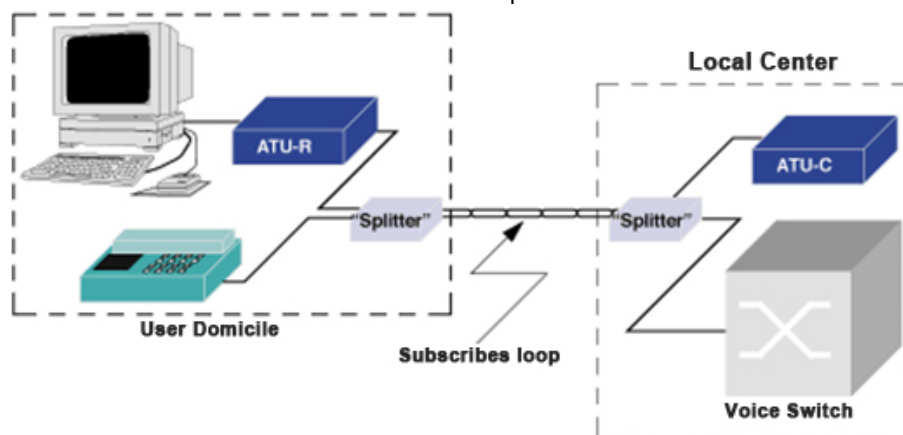 Local Center
ATU-R
ATU-C
"Splitter"
"Splitter"
User Domicile
Subscribes loop
Voice Switch